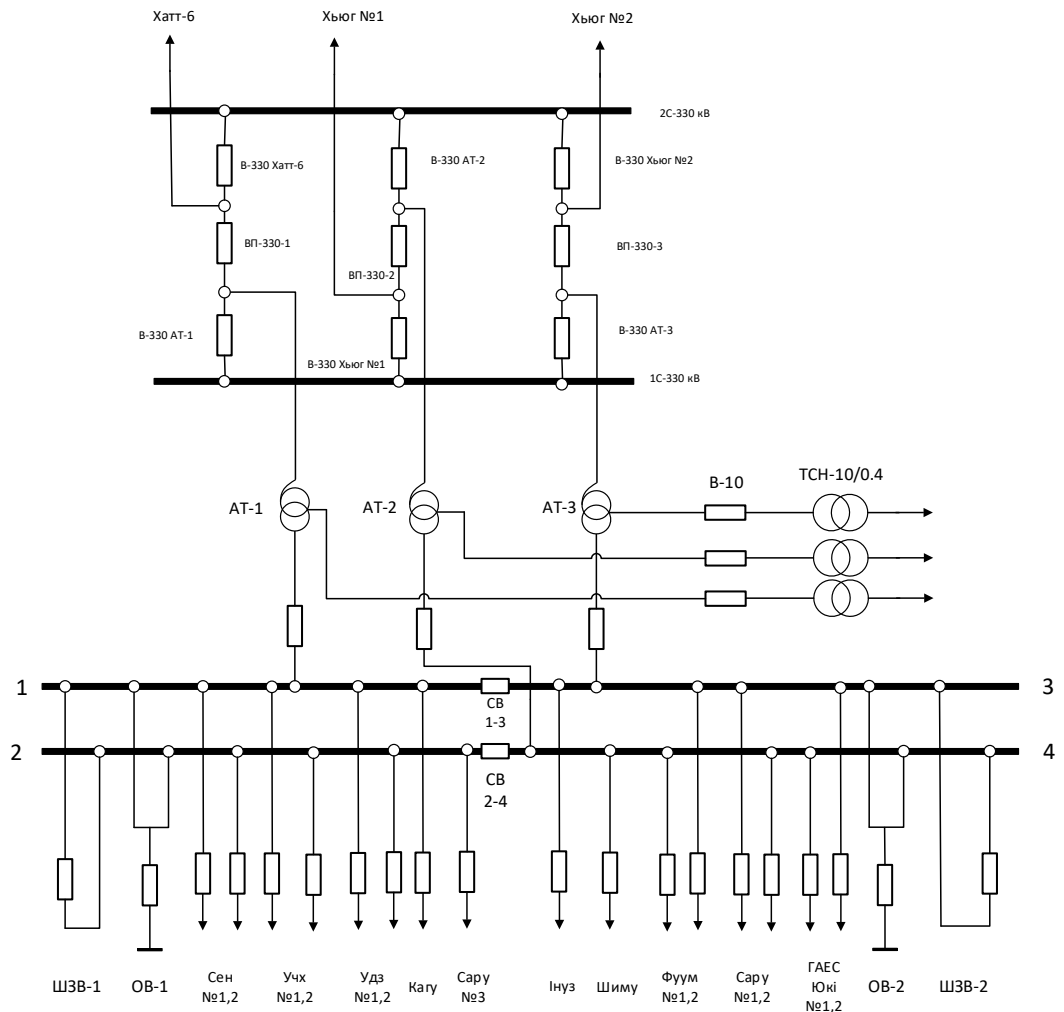 Хатт-6
Хьюг №1
Хьюг №2
2С-330 кВ
В-330 Хатт-6
В-330 АТ-2
В-330 Хьюг №2
ВП-330-1
ВП-330-2
ВП-330-3
В-330 АТ-1
В-330 Хьюг №1
В-330 АТ-3
1С-330 кВ
АТ-1
АТ-2
АТ-3
В-10
ТСН-10/0.4
1
СВ
1-3
3
2
СВ
2-4
4
ШЗВ-1
ОВ-1
Сен
№1,2
Учх
№1,2
Удз
№1,2
Кагу
Сару
№3
Інуз
Шиму
Фуум
№1,2
Сару
№1,2
ГАЕС
Юкі
№1,2
ОВ-2
ШЗВ-2